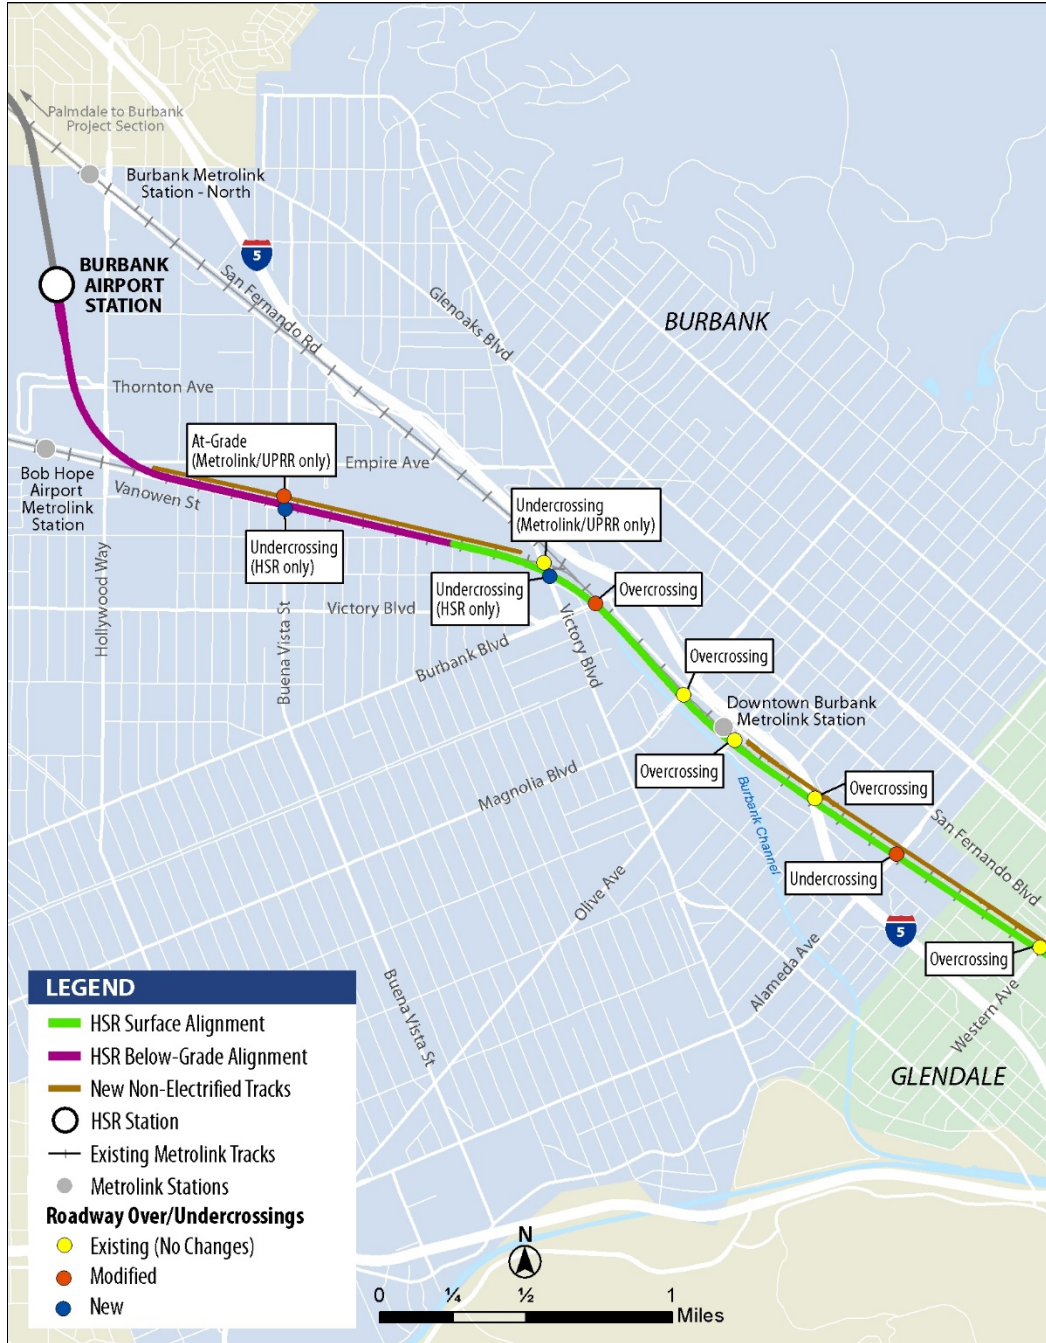 Palmdale to Burbank
Project Section
Burbank Metrolink
Station - North
5
BURBANK
AIRPORT
STATION
San Fernando Rd
Glenoaks Blvd
BURBANK
Thornton Ave
At-Grade
(Metrolink/UPRR only)
Empire Ave
Bob Hope
Airport
Metrolink
Station
Vanowen St
Undercrossing
(Metrolink/UPRR only)
Undercrossing
(HSR only)
Undercrossing
(HSR only)
Overcrossing
Hollywood Way
Victory Blvd
Buena Vista St
Burbank Blvd
Victory Blvd
Overcrossing
Downtown Burbank
Metrolink Station
Overcrossing
Magnolia Blvd
Burbank Channel
Overcrossing
San Fernando Blvd
Undercrossing
Olive Ave
5
Overcrossing
Alameda Ave
Buena Vista St
Western Ave
GLENDALE
LEGEND
HSR Surface Alignment
HSR Below-Grade Alignment
New Non-Electrified Tracks
HSR Station
Existing Metrolink Tracks
Metrolink Stations
Roadway Over/Undercrossings
Existing (No Changes)
Modified
New
N
0 ¼ ½ 1
Miles